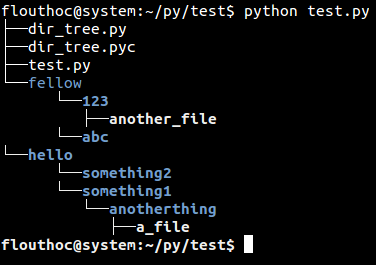 flouthoc@system:~/py/test$ python test.py
├──dir_tree.py
├──dir_tree.pyc
├──test.py
├──fellow
        └──123
            ├──another_file
        └──abc
└──hello
        └──something2
        └──something1
            └──anotherthing
                ├──a_file
flouthoc@system:~/py/test$